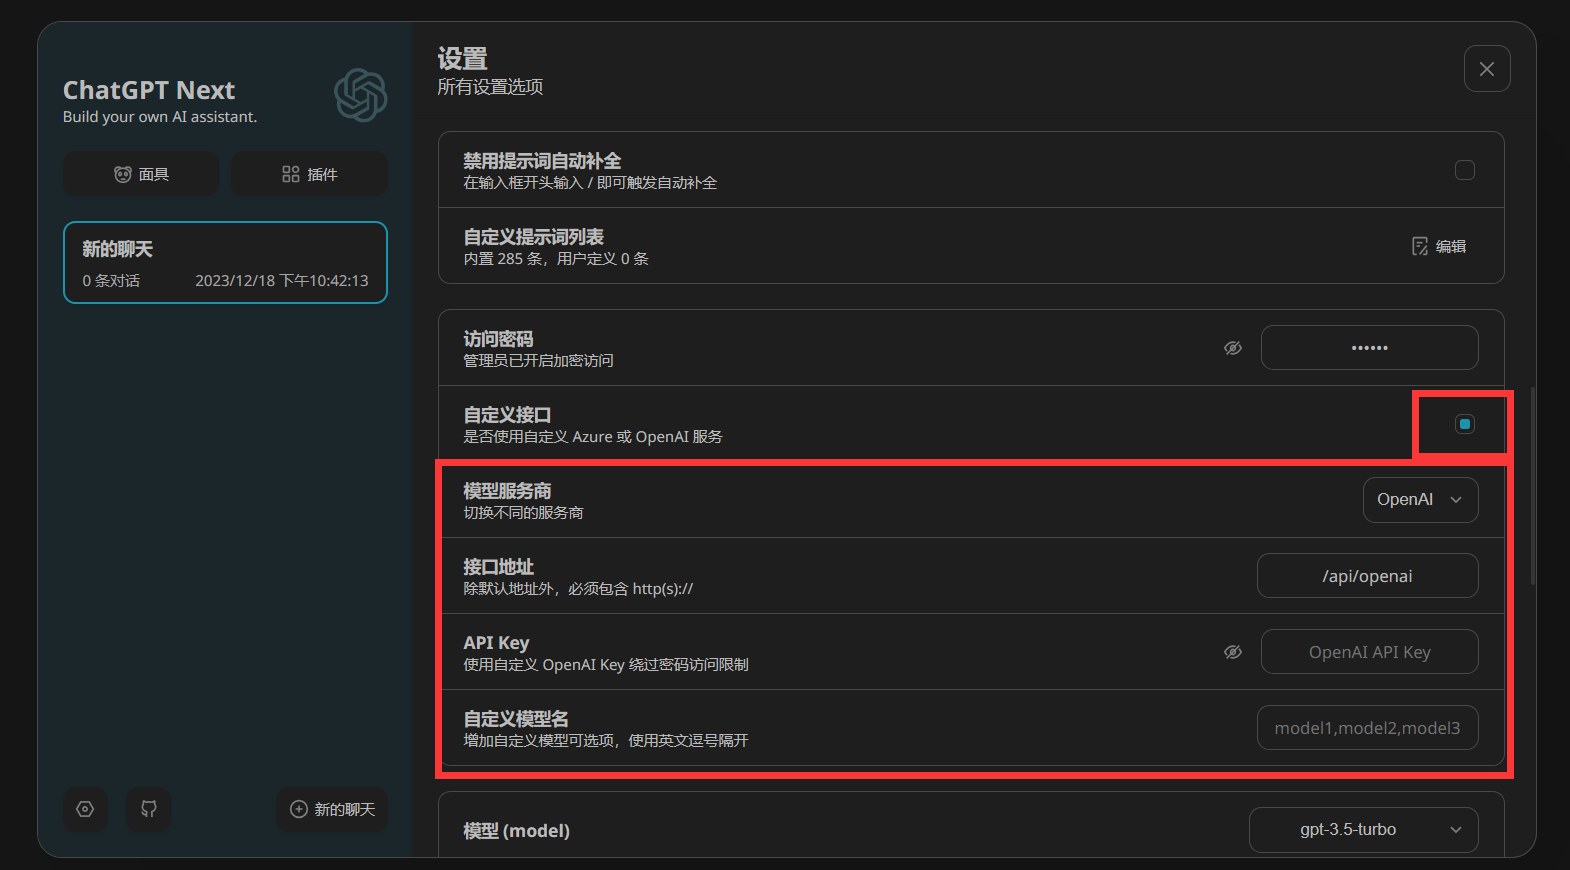 ChatGPT Next
Build your own AI assistant.
面具
插件
新的聊天
0 条对话
2023/12/18 下午10:42:13
新的聊天
设置
所有设置选项
禁用提示词自动补全
在输入框开头输入 / 即可触发自动补全
自定义提示词列表
内置 285 条，用户定义 0 条
编辑
访问密码
管理员已开启加密访问
••••••
自定义接口
是否使用自定义 Azure 或 OpenAI 服务
模型服务商
切换不同的服务商
OpenAI
接口地址
除默认地址外，必须包含 http(s)://
/api/openai
API Key
使用自定义 OpenAI Key 绕过密码访问限制
OpenAI API Key
自定义模型名
增加自定义模型可选项，使用英文逗号隔开
model1,model2,model3
模型 (model)
gpt-3.5-turbo